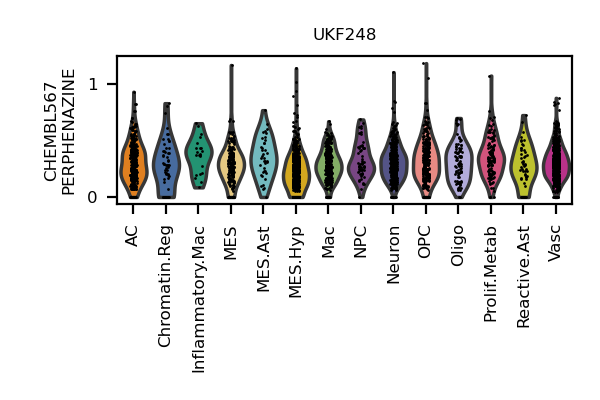 UKF248
CHEMBL567
PERPHENAZINE
1
0
AC
Chromatin.Reg
Inflammatory.Mac
MES
MES.Ast
MES.Hyp
Mac
NPC
Neuron
OPC
Oligo
Prolif.Metab
Reactive.Ast
Vasc